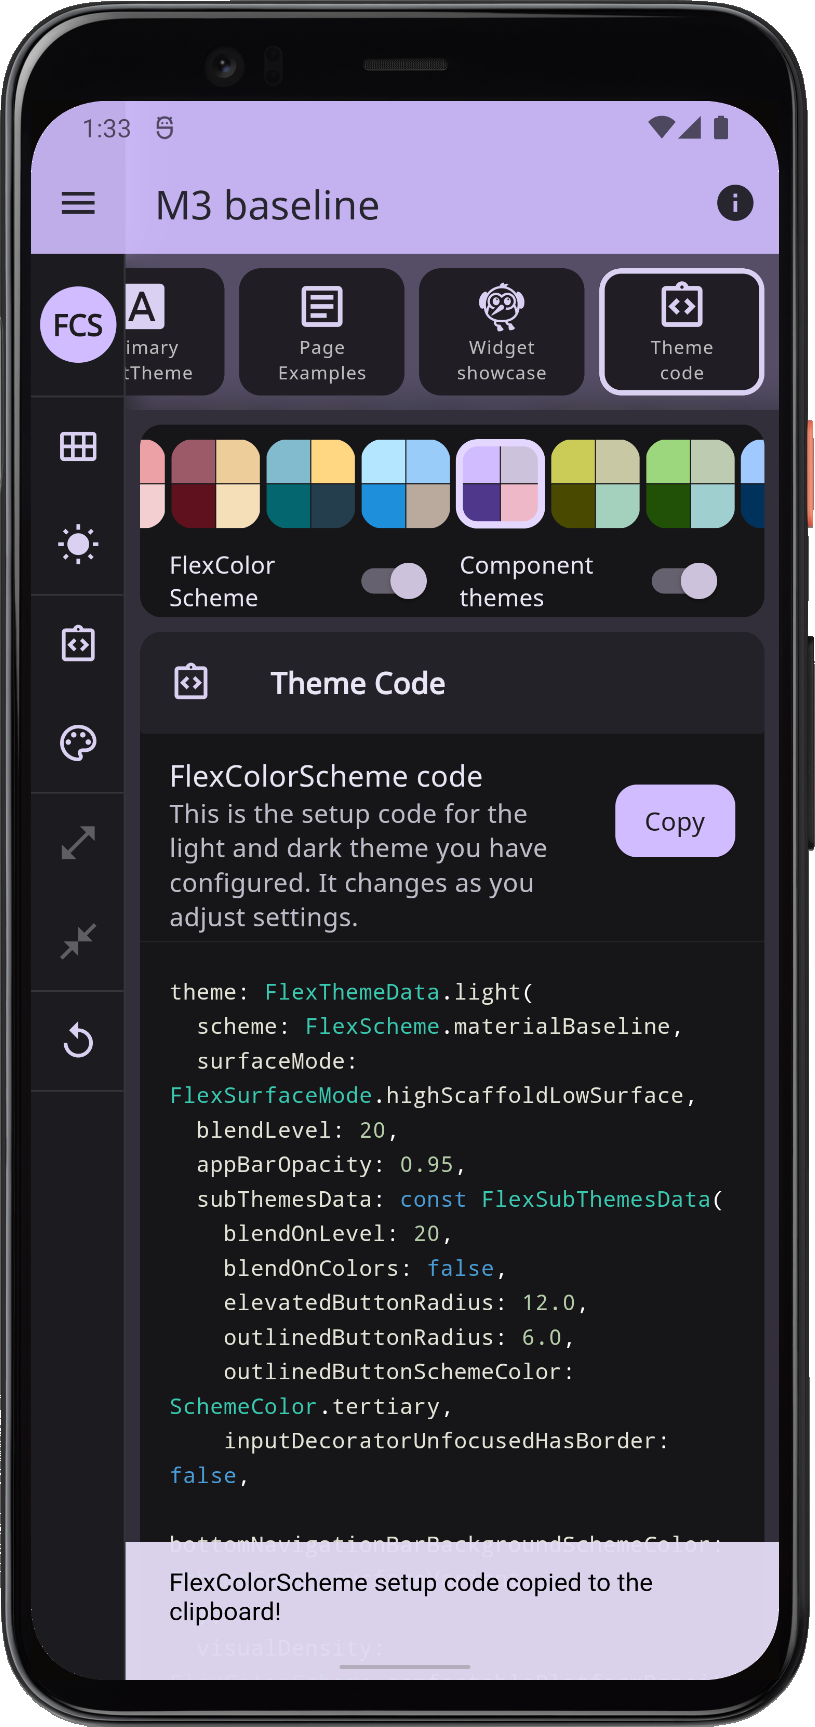 1:33
M3 baseline
FCS
A
imary
tTheme
Page
Examples
Widget
showcase
Theme
code
FlexColor
Scheme
Component
themes
Theme Code
FlexColorScheme code
This is the setup code for the
light and dark theme you have
configured. It changes as you
adjust settings.
Copy
theme: FlexThemeData.light(
scheme: FlexScheme.materialBaseline,
surfaceMode:
FlexSurfaceMode.highScaffoldLowSurface,
blendLevel: 20,
appBarOpacity: 0.95,
subThemesData: const FlexSubThemesData(
blendOnLevel: 20,
blendOnColors: false,
elevatedButtonRadius: 12.0,
outlinedButtonRadius: 6.0,
outlinedButtonSchemeColor:
SchemeColor.tertiary,
inputDecoratorUnfocusedHasBorder:
false,
bottomNavigationBarBackgroundSchemeColor:
FlexColorScheme setup code copied to the
clipboard!
visualDensity: